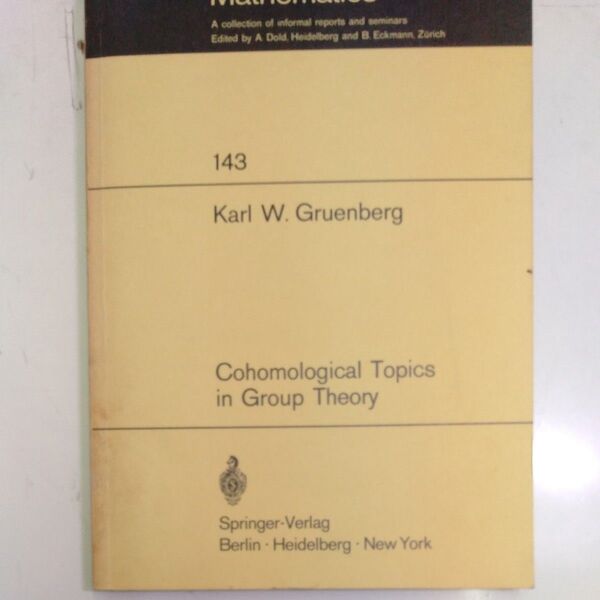 Mathematics
A collection of informal reports and seminars
Edited by A. Dold, Heidelberg and B. Eckmann, Zürich
143
Karl W. Gruenberg
Cohomological Topics
in Group Theory
Springer-Verlag
Berlin · Heidelberg · New York